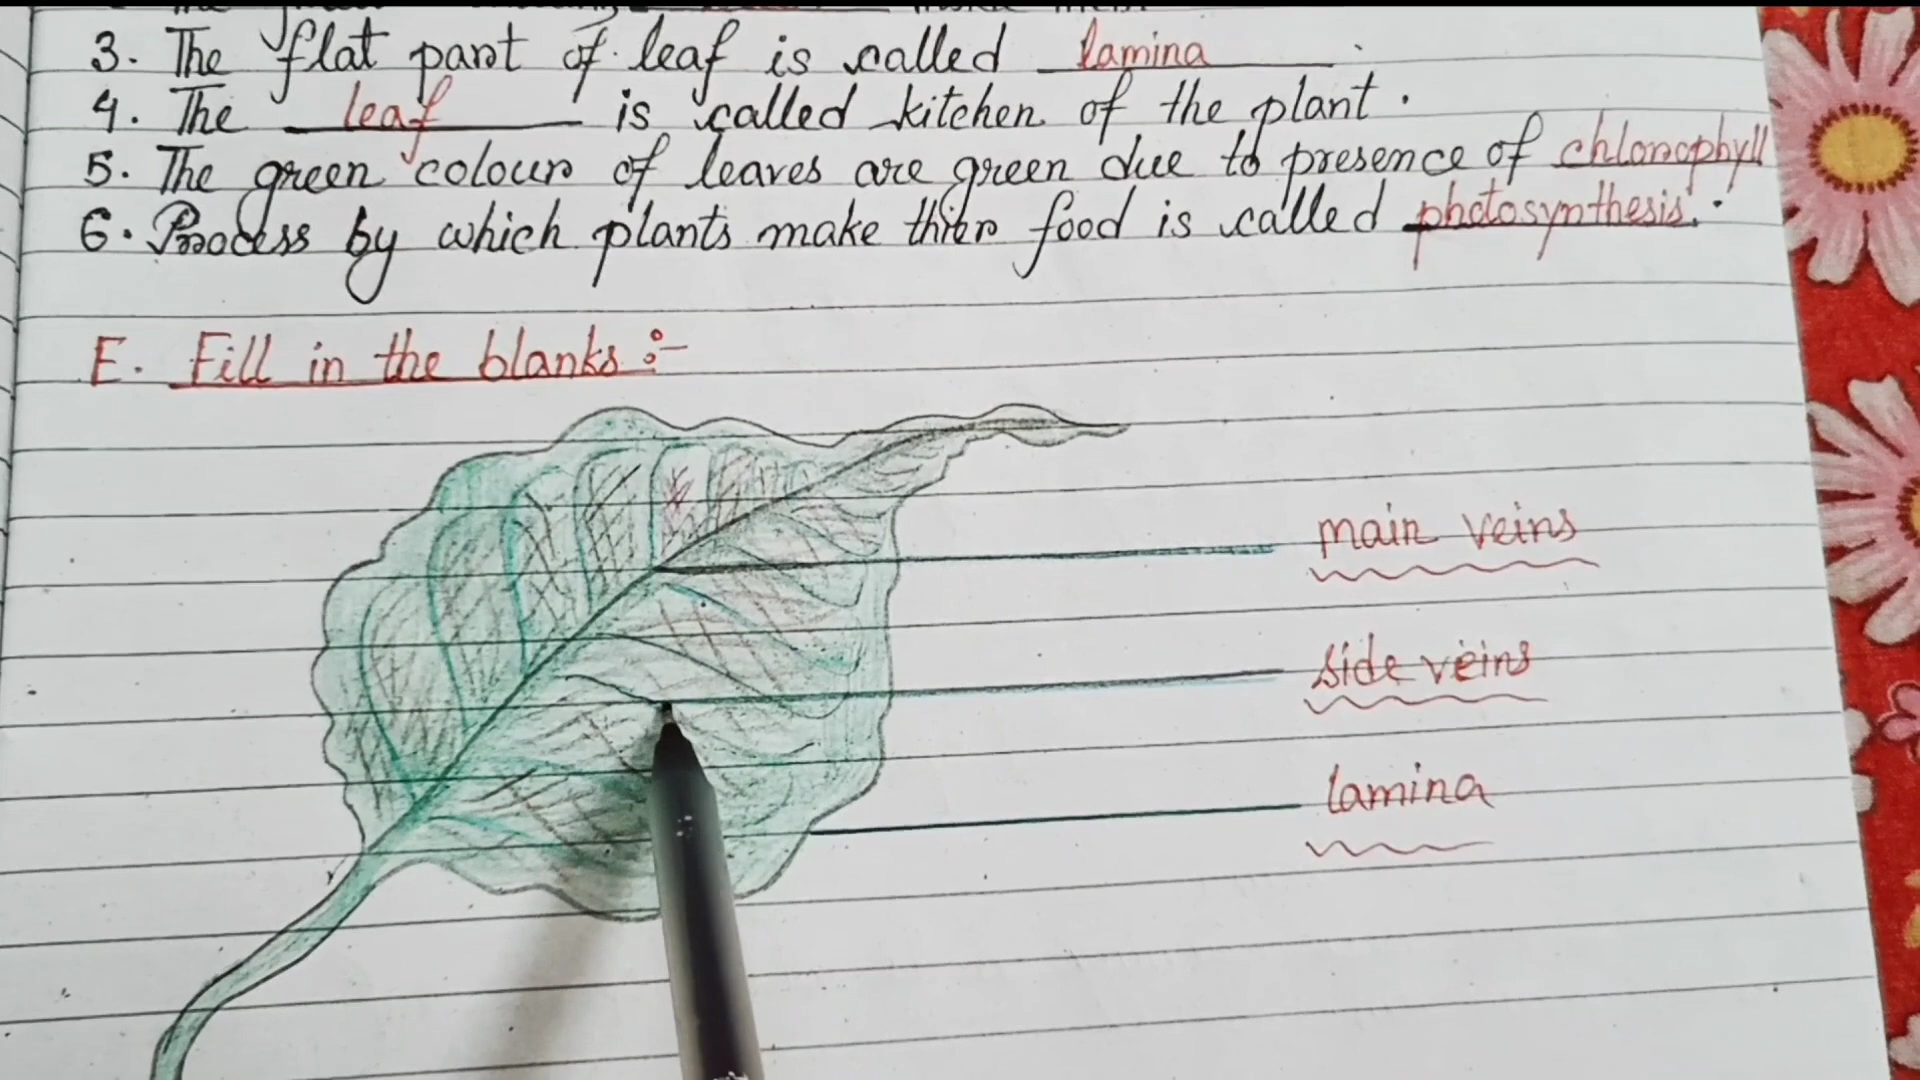 3. The flat part of leaf is called lamina.
4. The leaf is called kitchen of the plant.
5. The green colour of leaves are green due to presence of chlorophyll
6. Process by which plants make thier food is called photosynthesis.
E. Fill in the blanks :-
main veins
side veins
lamina